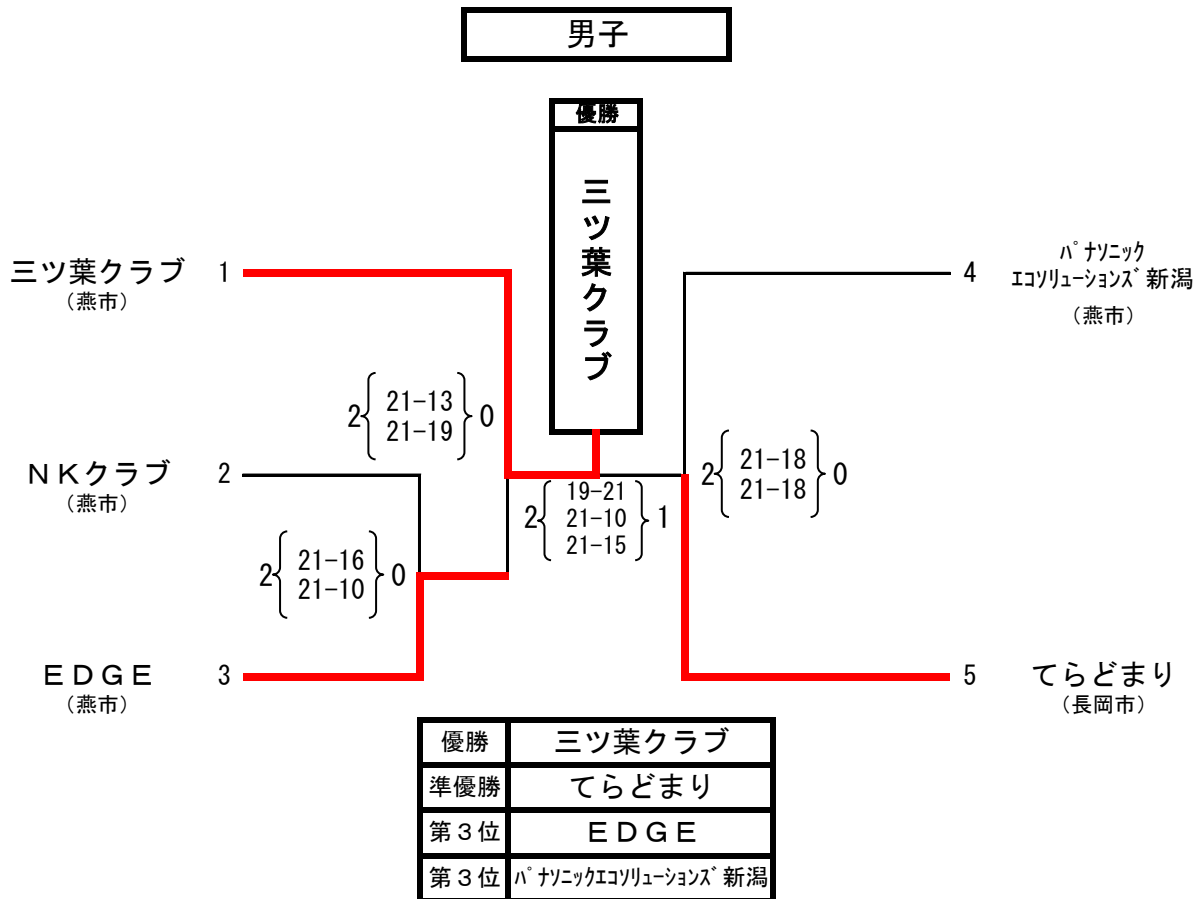 男子
優勝
三ツ葉クラブ
三ツ葉クラブ 1
（燕市）
4 ﾊﾟﾅｿﾆｯｸ
ｴｺｿﾘｭｰｼｮﾝｽﾞ新潟
（燕市）
2 21-13 0
21-19
ＮＫクラブ 2
（燕市）
2 21-18 0
21-18
2 19-21 1
21-10
21-15
2 21-16 0
21-10
ＥＤＧＥ 3
（燕市）
5 てらどまり
（長岡市）
優勝 三ツ葉クラブ
準優勝 てらどまり
第３位 ＥＤＧＥ
第３位 ﾊﾟﾅｿﾆｯｸｴｺｿﾘｭｰｼｮﾝｽﾞ新潟